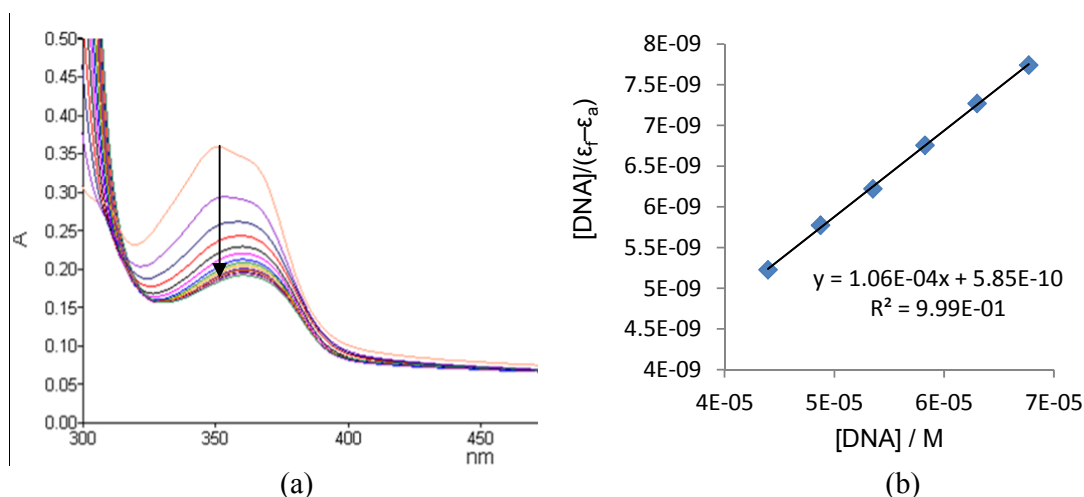 0.50
0.45
0.40
0.35
0.30
0.25
0.20
0.15
0.10
0.05
0.00
A
300
350
400
450
nm
(a)
8E-09
7.5E-09
7E-09
6.5E-09
6E-09
5.5E-09
5E-09
4.5E-09
4E-09
[DNA]/(εf–εa)
y = 1.06E-04x + 5.85E-10
R² = 9.99E-01
4E-05
5E-05
6E-05
7E-05
[DNA] / M
(b)